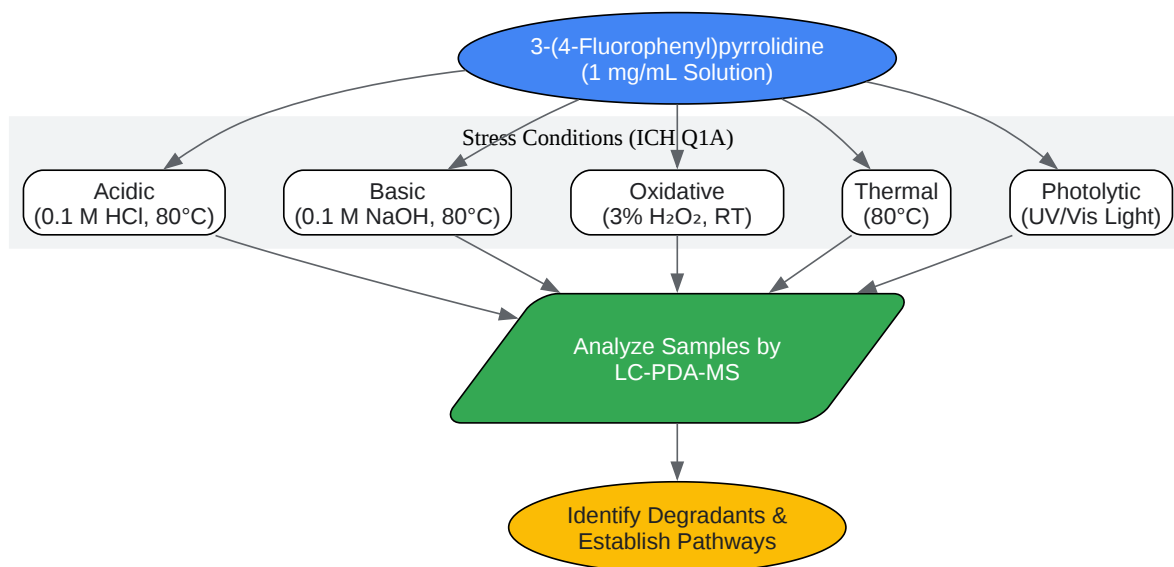 3-(4-Fluorophenyl)pyrrolidine
(1 mg/mL Solution)
Stress Conditions (ICH Q1A)
Acidic
(0.1 M HCl, 80°C)
Basic
(0.1 M NaOH, 80°C)
Oxidative
(3% H₂O₂, RT)
Thermal
(80°C)
Photolytic
(UV/Vis Light)
Analyze Samples by
LC-PDA-MS
Identify Degradants &
Establish Pathways